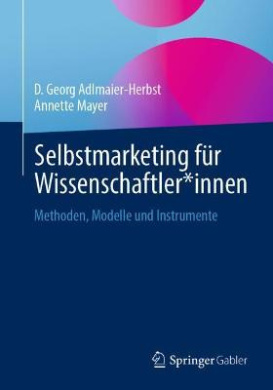 D. Georg Adlmaier-Herbst
Annette Mayer
Selbstmarketing für
Wissenschaftler*innen
Methoden, Modelle und Instrumente
Springer Gabler